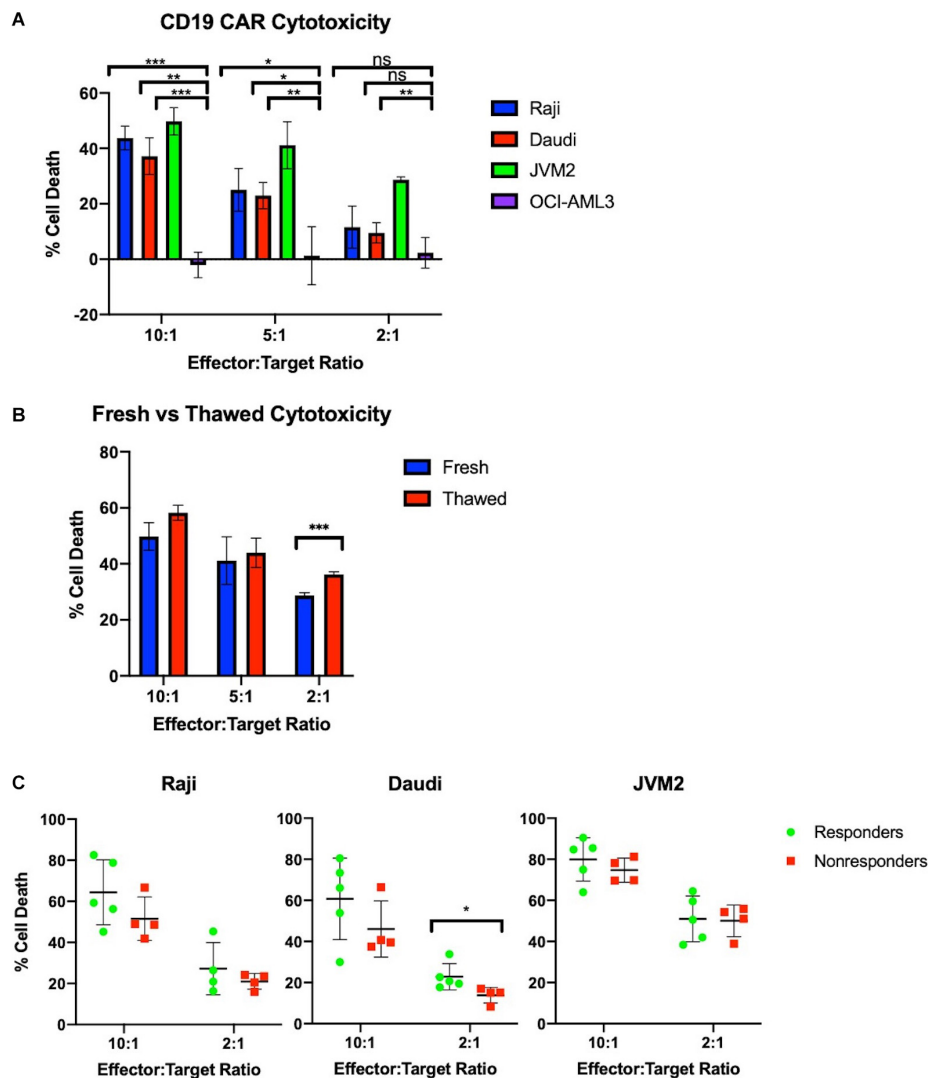 A
CD19 CAR Cytotoxicity
*** * ns
** * ns
*** ** **
60
40
20
0
-20
% Cell Death
10:1 5:1 2:1
Effector:Target Ratio
Raji
Daudi
JVM2
OCI-AML3
B
Fresh vs Thawed Cytotoxicity
80
60
40
20
0
% Cell Death
***
10:1 5:1 2:1
Effector:Target Ratio
Fresh
Thawed
C
Raji
100
80
60
40
20
0
% Cell Death
10:1 2:1
Effector:Target Ratio
Daudi
100
80
60
40
20
0
*
10:1 2:1
Effector:Target Ratio
JVM2
100
80
60
40
20
0
10:1 2:1
Effector:Target Ratio
Responders
Nonresponders